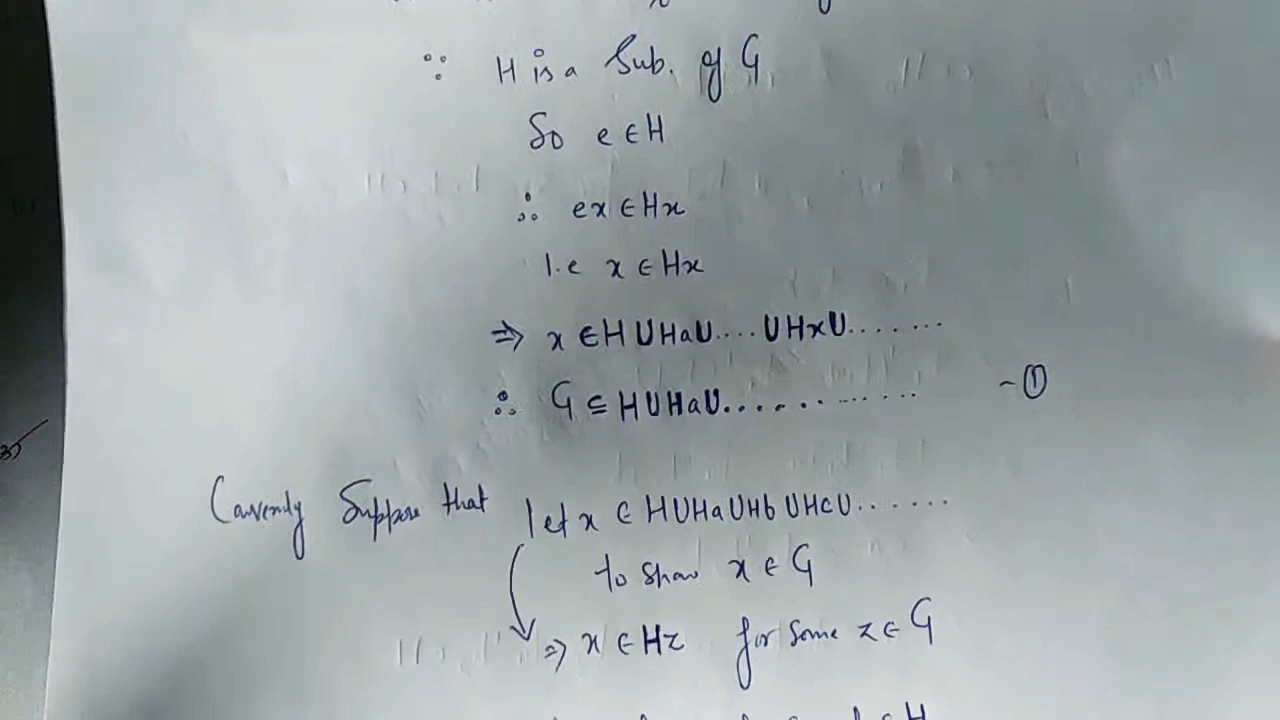 ∵ H is a Sub. of G
So e ∈ H
∴ ex ∈ Hx
I.e x ∈ Hx
⇒ x ∈ H U Ha U .... U Hx U .......
∴ G ⊆ H U Ha U .............. - ①
Suppose that let x ∈ H U Ha U Hb U Hc U ......
to show x ∈ G
⇒ x ∈ Hz for some z ∈ G